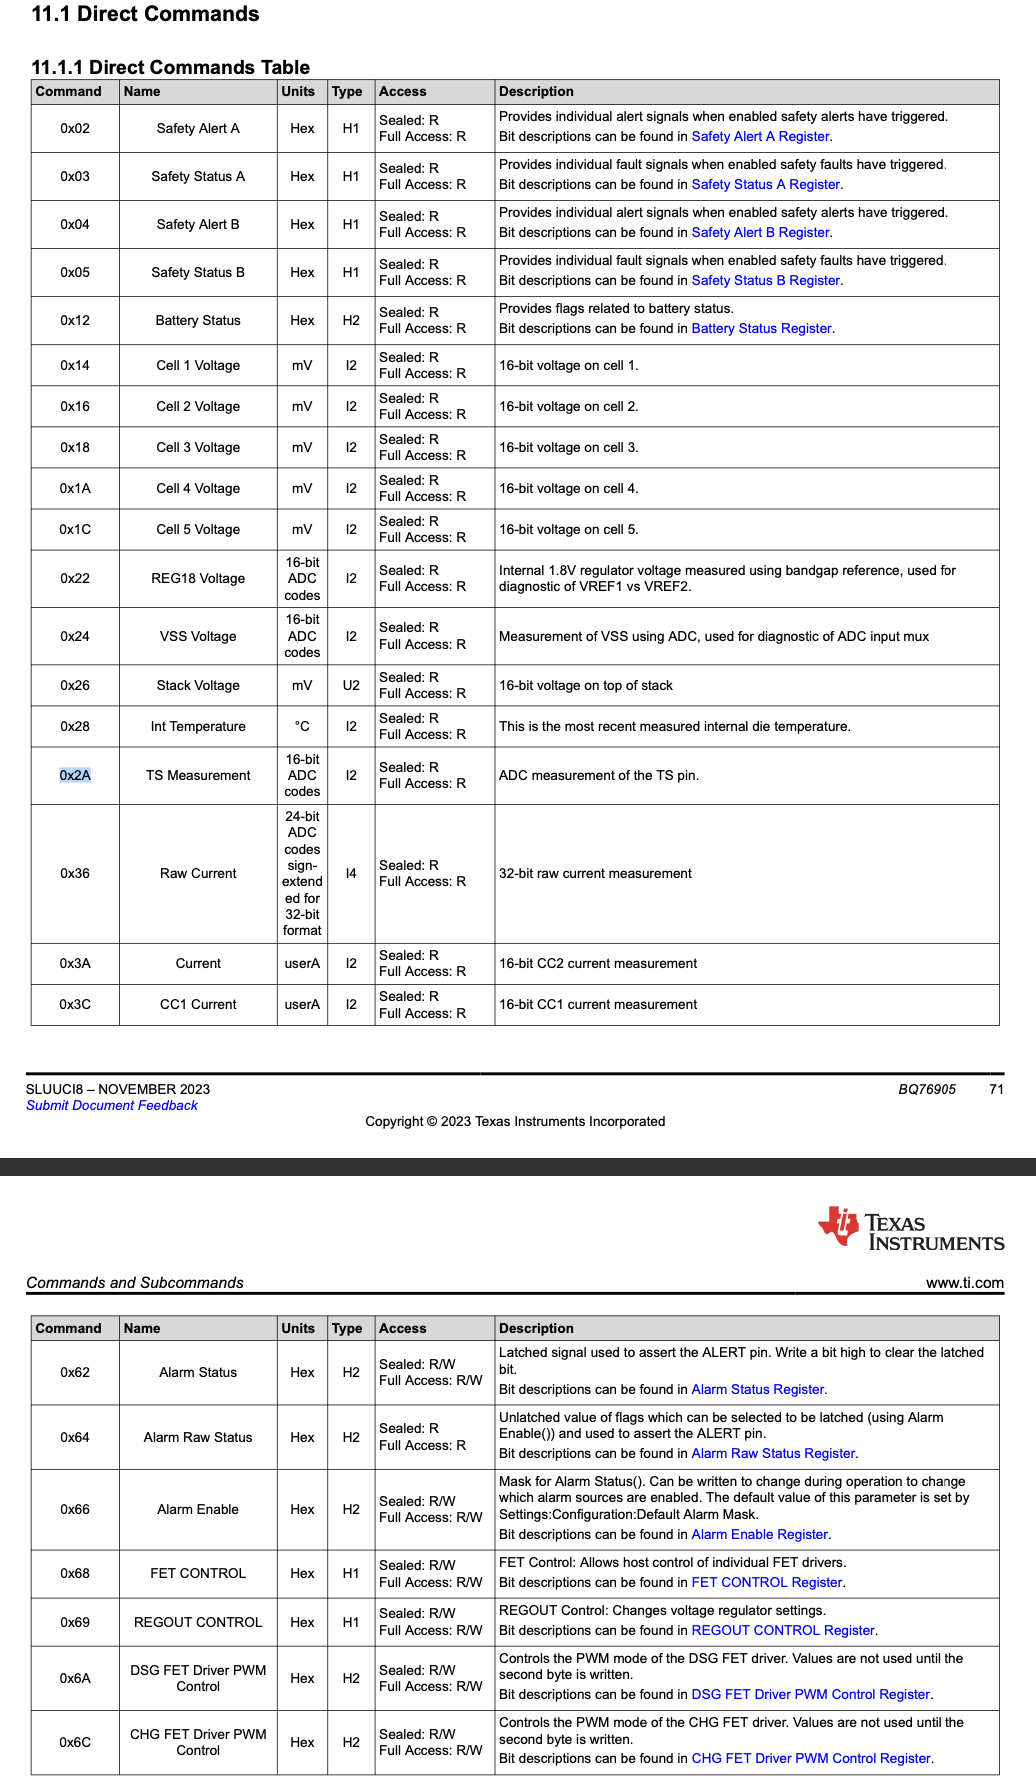 11.1 Direct Commands
11.1.1 Direct Commands Table
Command Name Units Type Access Description
0x02 Safety Alert A Hex H1 Sealed: R
Full Access: R
Provides individual alert signals when enabled safety alerts have triggered.
Bit descriptions can be found in Safety Alert A Register.
0x03 Safety Status A Hex H1 Sealed: R
Full Access: R
Provides individual fault signals when enabled safety faults have triggered.
Bit descriptions can be found in Safety Status A Register.
0x04 Safety Alert B Hex H1 Sealed: R
Full Access: R
Provides individual alert signals when enabled safety alerts have triggered.
Bit descriptions can be found in Safety Alert B Register.
0x05 Safety Status B Hex H1 Sealed: R
Full Access: R
Provides individual fault signals when enabled safety faults have triggered.
Bit descriptions can be found in Safety Status B Register.
0x12 Battery Status Hex H2 Sealed: R
Full Access: R
Provides flags related to battery status.
Bit descriptions can be found in Battery Status Register.
0x14 Cell 1 Voltage mV I2 Sealed: R
Full Access: R
16-bit voltage on cell 1.
0x16 Cell 2 Voltage mV I2 Sealed: R
Full Access: R
16-bit voltage on cell 2.
0x18 Cell 3 Voltage mV I2 Sealed: R
Full Access: R
16-bit voltage on cell 3.
0x1A Cell 4 Voltage mV I2 Sealed: R
Full Access: R
16-bit voltage on cell 4.
0x1C Cell 5 Voltage mV I2 Sealed: R
Full Access: R
16-bit voltage on cell 5.
0x22 REG18 Voltage
16-bit
ADC
codes
I2 Sealed: R
Full Access: R
Internal 1.8V regulator voltage measured using bandgap reference, used for
diagnostic of VREF1 vs VREF2.
0x24 VSS Voltage
16-bit
ADC
codes
I2 Sealed: R
Full Access: R
Measurement of VSS using ADC, used for diagnostic of ADC input mux
0x26 Stack Voltage mV U2 Sealed: R
Full Access: R
16-bit voltage on top of stack
0x28 Int Temperature °C I2 Sealed: R
Full Access: R
This is the most recent measured internal die temperature.
0x2A TS Measurement
16-bit
ADC
codes
I2 Sealed: R
Full Access: R
ADC measurement of the TS pin.
0x36 Raw Current
24-bit
ADC
codes
sign-
extend
ed for
32-bit
format
I4 Sealed: R
Full Access: R
32-bit raw current measurement
0x3A Current userA I2 Sealed: R
Full Access: R
16-bit CC2 current measurement
0x3C CC1 Current userA I2 Sealed: R
Full Access: R
16-bit CC1 current measurement
SLUUCI8 – NOVEMBER 2023 BQ76905 71
Submit Document Feedback
Copyright © 2023 Texas Instruments Incorporated
TEXAS
INSTRUMENTS
Commands and Subcommands www.ti.com
Command Name Units Type Access Description
0x62 Alarm Status Hex H2 Sealed: R/W
Full Access: R/W
Latched signal used to assert the ALERT pin. Write a bit high to clear the latched
bit.
Bit descriptions can be found in Alarm Status Register.
0x64 Alarm Raw Status Hex H2 Sealed: R
Full Access: R
Unlatched value of flags which can be selected to be latched (using Alarm
Enable()) and used to assert the ALERT pin.
Bit descriptions can be found in Alarm Raw Status Register.
0x66 Alarm Enable Hex H2 Sealed: R/W
Full Access: R/W
Mask for Alarm Status(). Can be written to change during operation to change
which alarm sources are enabled. The default value of this parameter is set by
Settings:Configuration:Default Alarm Mask.
Bit descriptions can be found in Alarm Enable Register.
0x68 FET CONTROL Hex H1 Sealed: R/W
Full Access: R/W
FET Control: Allows host control of individual FET drivers.
Bit descriptions can be found in FET CONTROL Register.
0x69 REGOUT CONTROL Hex H1 Sealed: R/W
Full Access: R/W
REGOUT Control: Changes voltage regulator settings.
Bit descriptions can be found in REGOUT CONTROL Register.
0x6A DSG FET Driver PWM
Control
Hex H2 Sealed: R/W
Full Access: R/W
Controls the PWM mode of the DSG FET driver. Values are not used until the
second byte is written.
Bit descriptions can be found in DSG FET Driver PWM Control Register.
0x6C CHG FET Driver PWM
Control
Hex H2 Sealed: R/W
Full Access: R/W
Controls the PWM mode of the CHG FET driver. Values are not used until the
second byte is written.
Bit descriptions can be found in CHG FET Driver PWM Control Register.